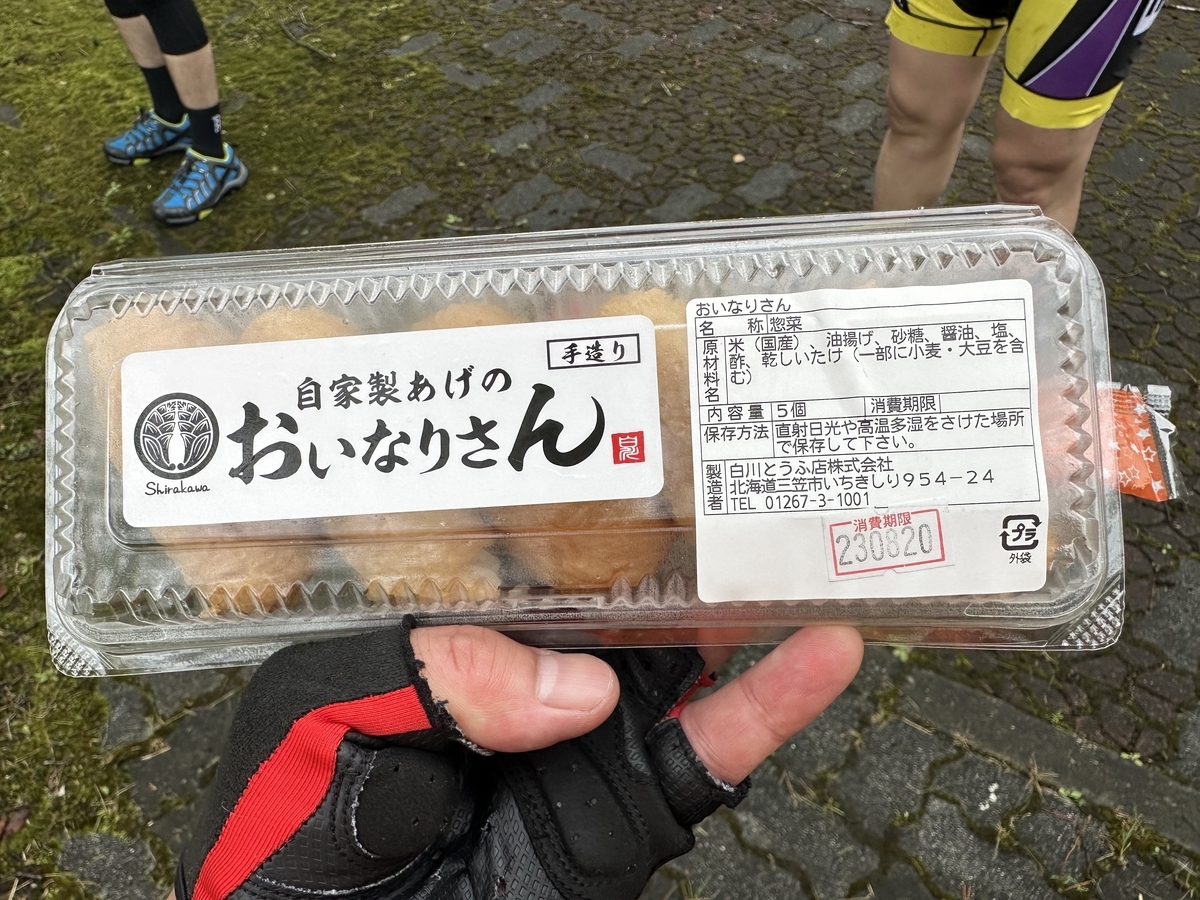 手造り
自家製あげの
おいなりさん
Shirakawa
おいなりさん
名称 惣菜
原材料名 米（国産）、油揚げ、砂糖、醤油、塩、
酢、乾しいたけ（一部に小麦・大豆を含
む）
内容量 5個 消費期限
保存方法 直射日光や高温多湿をさけた場所
で保存して下さい。
製造者 白川とうふ店株式会社
北海道三笠市いちきしり954-24
TEL 01267-3-1001
消費期限
230820
プラ
外袋